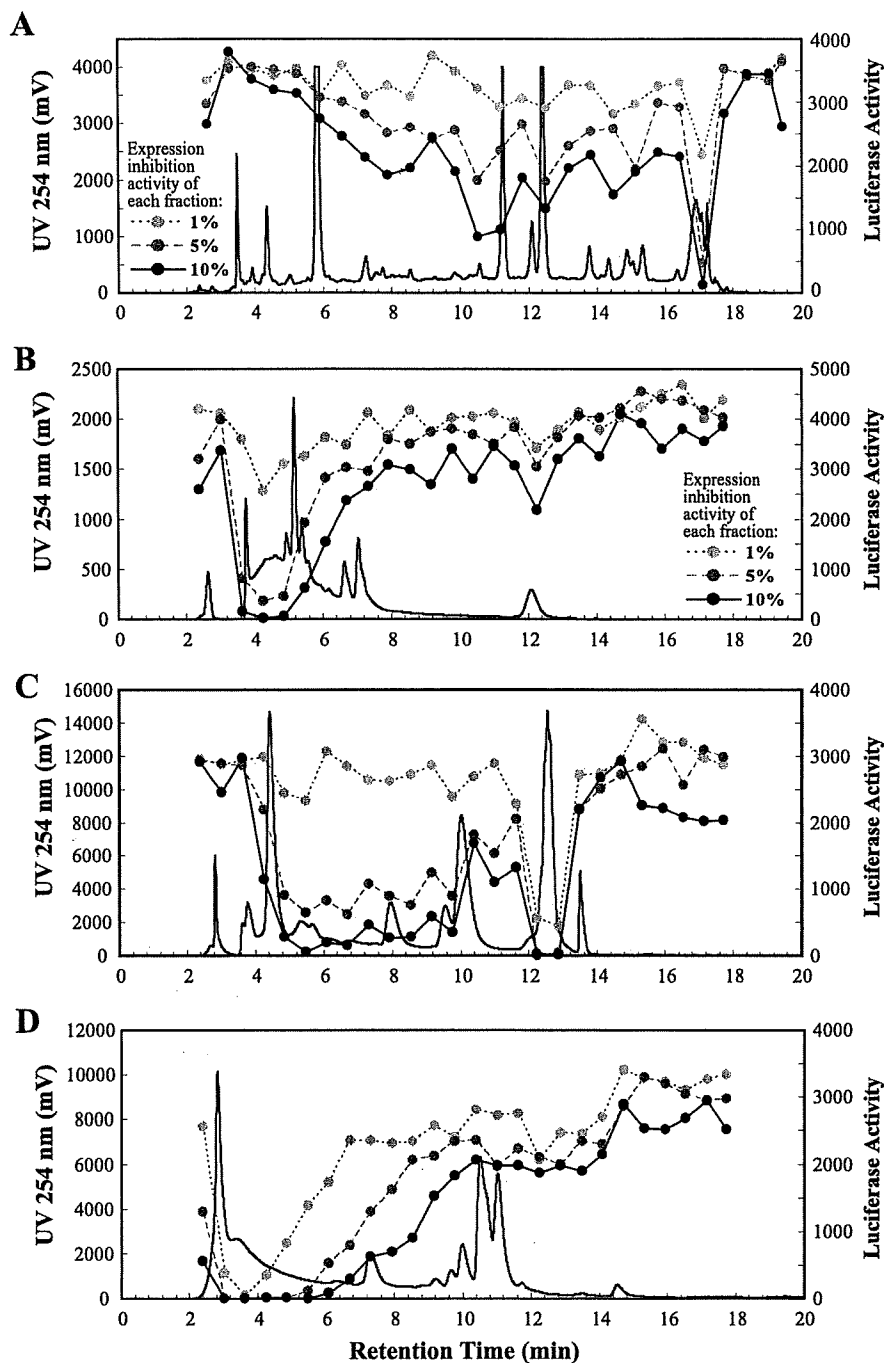 A
UV 254 nm (mV)
4000
3000
2000
1000
0
Expression
inhibition
activity of
each fraction:
1%
5%
10%
4000
3000
2000
1000
0
Luciferase Activity
0 2 4 6 8 10 12 14 16 18 20
B
UV 254 nm (mV)
2500
2000
1500
1000
500
0
Expression
inhibition
activity of
each fraction:
1%
5%
10%
5000
4000
3000
2000
1000
0
Luciferase Activity
0 2 4 6 8 10 12 14 16 18 20
C
UV 254 nm (mV)
16000
14000
12000
10000
8000
6000
4000
2000
0
4000
3000
2000
1000
0
Luciferase Activity
0 2 4 6 8 10 12 14 16 18 20
D
UV 254 nm (mV)
12000
10000
8000
6000
4000
2000
0
4000
3000
2000
1000
0
Luciferase Activity
0 2 4 6 8 10 12 14 16 18 20
Retention Time (min)